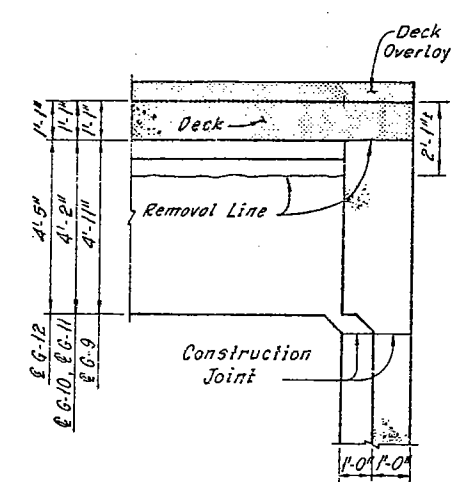 Deck
Overlay
1'-1"
1'-1"
1'-1"
Deck
2'-1"±
4'-5"
4'-2"
4'-11"
Removal Line
℄ G-12
℄ G-10, ℄ G-11
℄ G-9
Construction
Joint
1'-0"
1'-0"